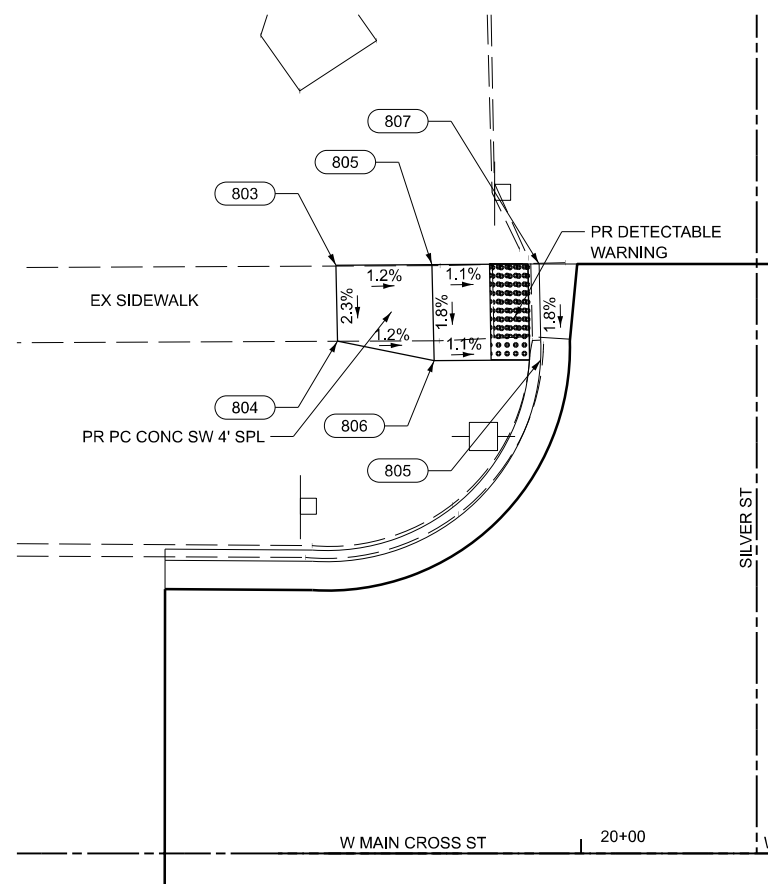 807
805
803
PR DETECTABLE
WARNING
1.2%
1.1%
EX SIDEWALK
2.3%
1.8%
1.8%
1.2%
1.1%
804
806
PR PC CONC SW 4' SPL
805
SILVER ST
W MAIN CROSS ST
20+00